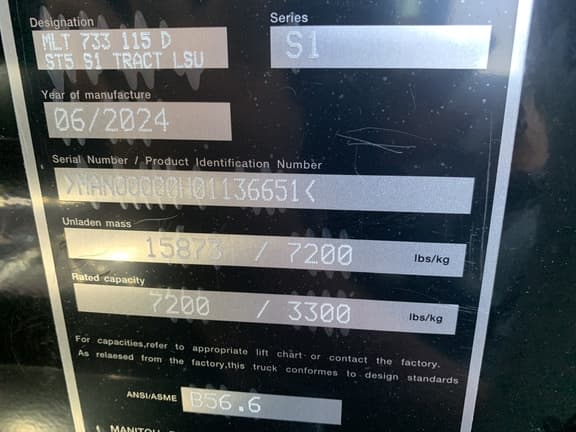 Designation
MLT 733 115 D
ST5 S1 TRACT LSU
Series
S1
Year of manufacture
06/2024
Serial Number / Product Identification Number
>MAN00000H01136651<
Unladen mass
15873 / 7200 lbs/kg
Rated capacity
7200 / 3300 lbs/kg
For capacities,refer to appropriate lift chart or contact the factory.
As relaesed from the factory,this truck conformes to design standards
ANSI/ASME B56.6
MANITOU